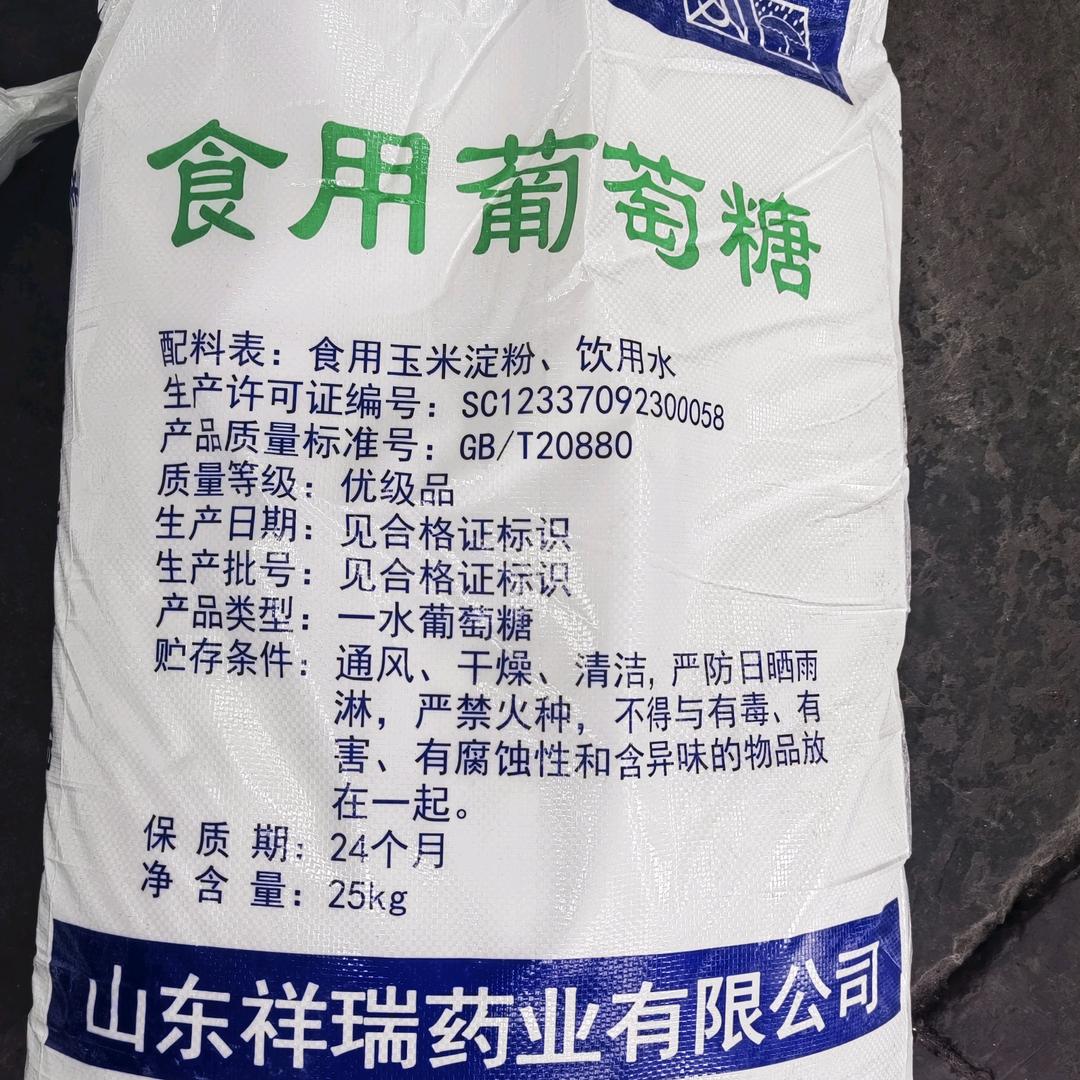 食用葡萄糖
配料表：食用玉米淀粉、饮用水
生产许可证编号：SC12337092300058
产品质量标准号：GB/T20880
质量等级：优级品
生产日期：见合格证标识
生产批号：见合格证标识
产品类型：一水葡萄糖
贮存条件：通风、干燥、清洁,严防日晒雨
淋，严禁火种，不得与有毒、有
害、有腐蚀性和含异味的物品放
在一起。
保质期：24个月
净含量：25kg
山东祥瑞药业有限公司